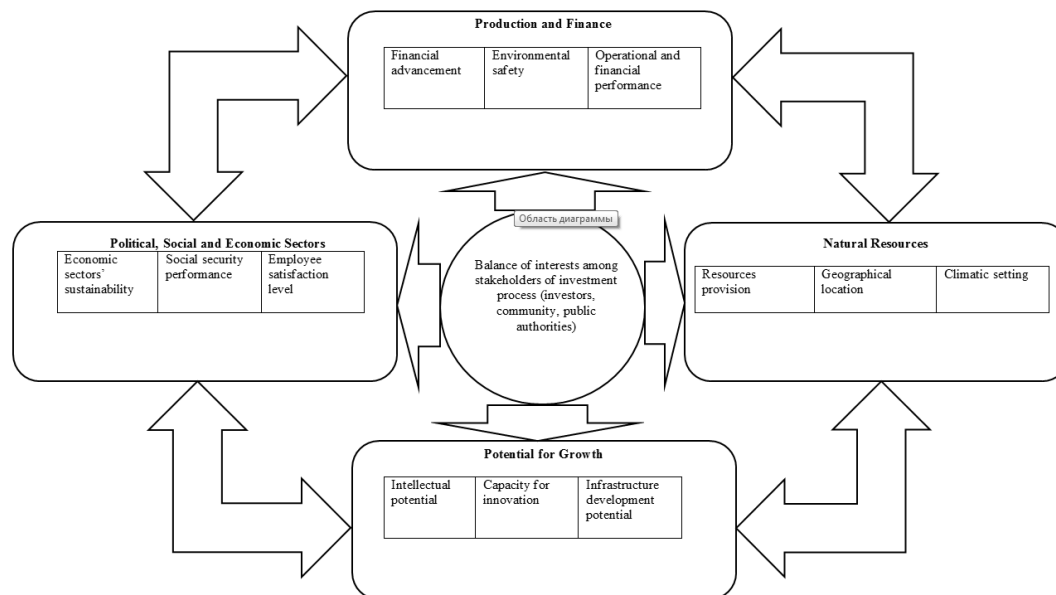 Production and Finance
Financial advancement
Environmental safety
Operational and financial performance
Область диаграммы
Political, Social and Economic Sectors
Economic sectors' sustainability
Social security performance
Employee satisfaction level
Balance of interests among
stakeholders of investment
process (investors,
community, public
authorities)
Natural Resources
Resources provision
Geographical location
Climatic setting
Potential for Growth
Intellectual potential
Capacity for innovation
Infrastructure development potential